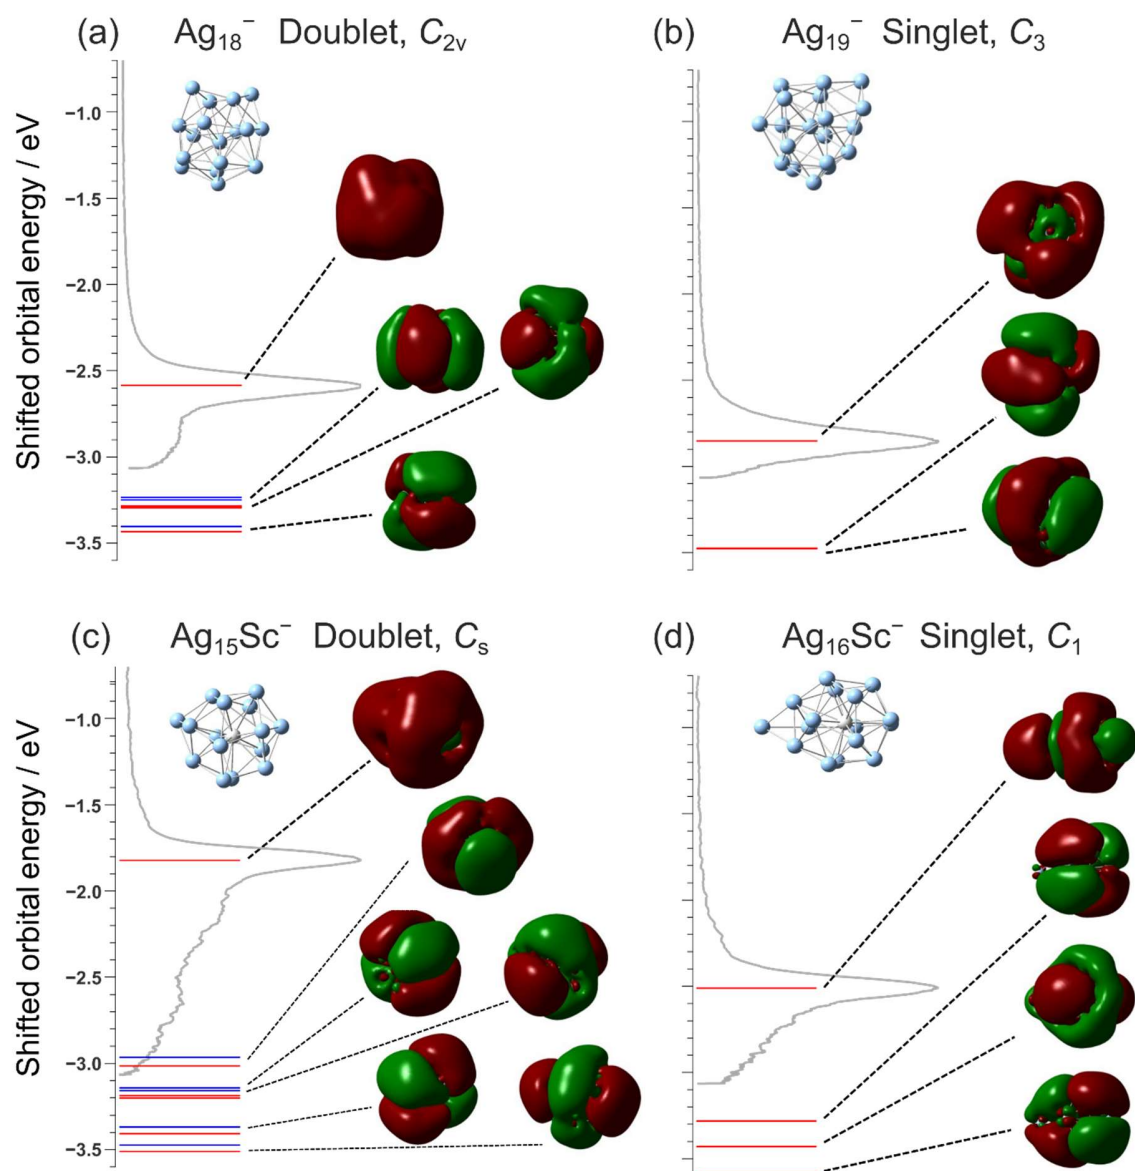 (a) Ag₁₈⁻ Doublet, C₂ᵥ
(b) Ag₁₉⁻ Singlet, C₃
Shifted orbital energy / eV
−1.0
−1.5
−2.0
−2.5
−3.0
−3.5
(c) Ag₁₅Sc⁻ Doublet, Cₛ
(d) Ag₁₆Sc⁻ Singlet, C₁
Shifted orbital energy / eV
−1.0
−1.5
−2.0
−2.5
−3.0
−3.5